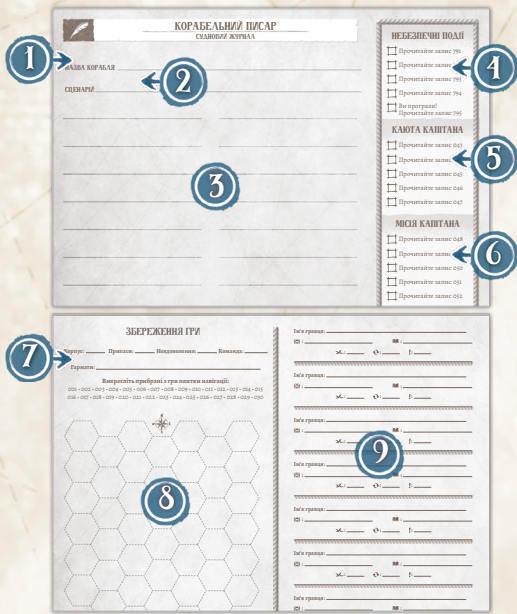 КОРАБЕЛЬНИЙ ПИСАР
СУДНОВИЙ ЖУРНАЛ
НАЗВА КОРАБЛЯ
СЦЕНАРІЙ
1
2
3
НЕБЕЗПЕЧНІ ПОДІЇ
Прочитайте запис 791
Прочитайте запис
Прочитайте запис 793
Прочитайте запис 794
Ви програли!
Прочитайте запис 795
4
КАЮТА КАПІТАНА
Прочитайте запис 043
Прочитайте запис
Прочитайте запис 045
Прочитайте запис 046
Прочитайте запис 047
5
МІСІЯ КАПІТАНА
Прочитайте запис 048
Прочитайте запис
Прочитайте запис 050
Прочитайте запис 051
Прочитайте запис 052
6
ЗБЕРЕЖЕННЯ ГРИ
Корпус: Припаси: Невдоволення: Команда:
Гармати:
7
Викресліть прибрані з гри плитки навігації:
001 • 002 • 003 • 004 • 005 • 006 • 007 • 008 • 009 • 010 • 011 • 012 • 013 • 014 • 015
016 • 017 • 018 • 019 • 020 • 021 • 022 • 023 • 024 • 025 • 026 • 027 • 028 • 029 • 030
8
Ім'я гравця:
Ім'я гравця:
Ім'я гравця:
Ім'я гравця:
9
Ім'я гравця:
Ім'я гравця:
Ім'я гравця: